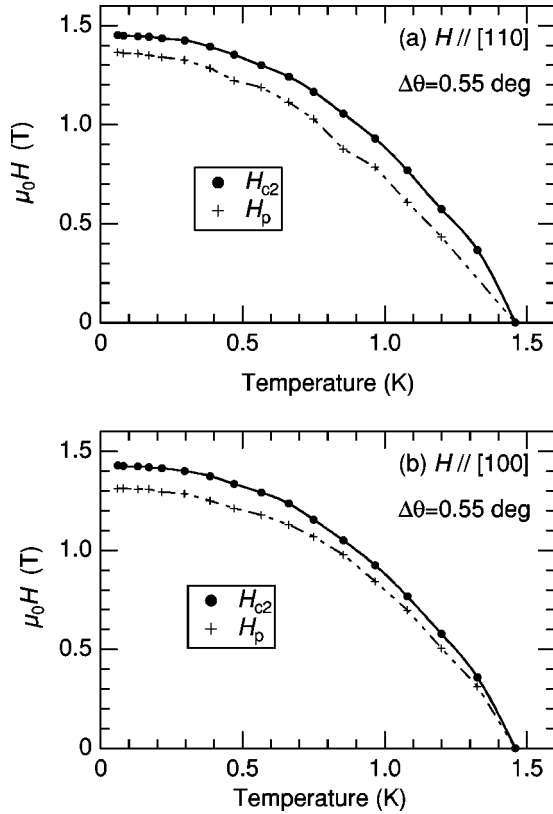 1.5
(a) H // [110]
Δθ=0.55 deg
1.0
μ0H (T)
Hc2
Hp
0.5
0
0 0.5 1.0 1.5
Temperature (K)
1.5
(b) H // [100]
Δθ=0.55 deg
1.0
μ0H (T)
Hc2
Hp
0.5
0
0 0.5 1.0 1.5
Temperature (K)